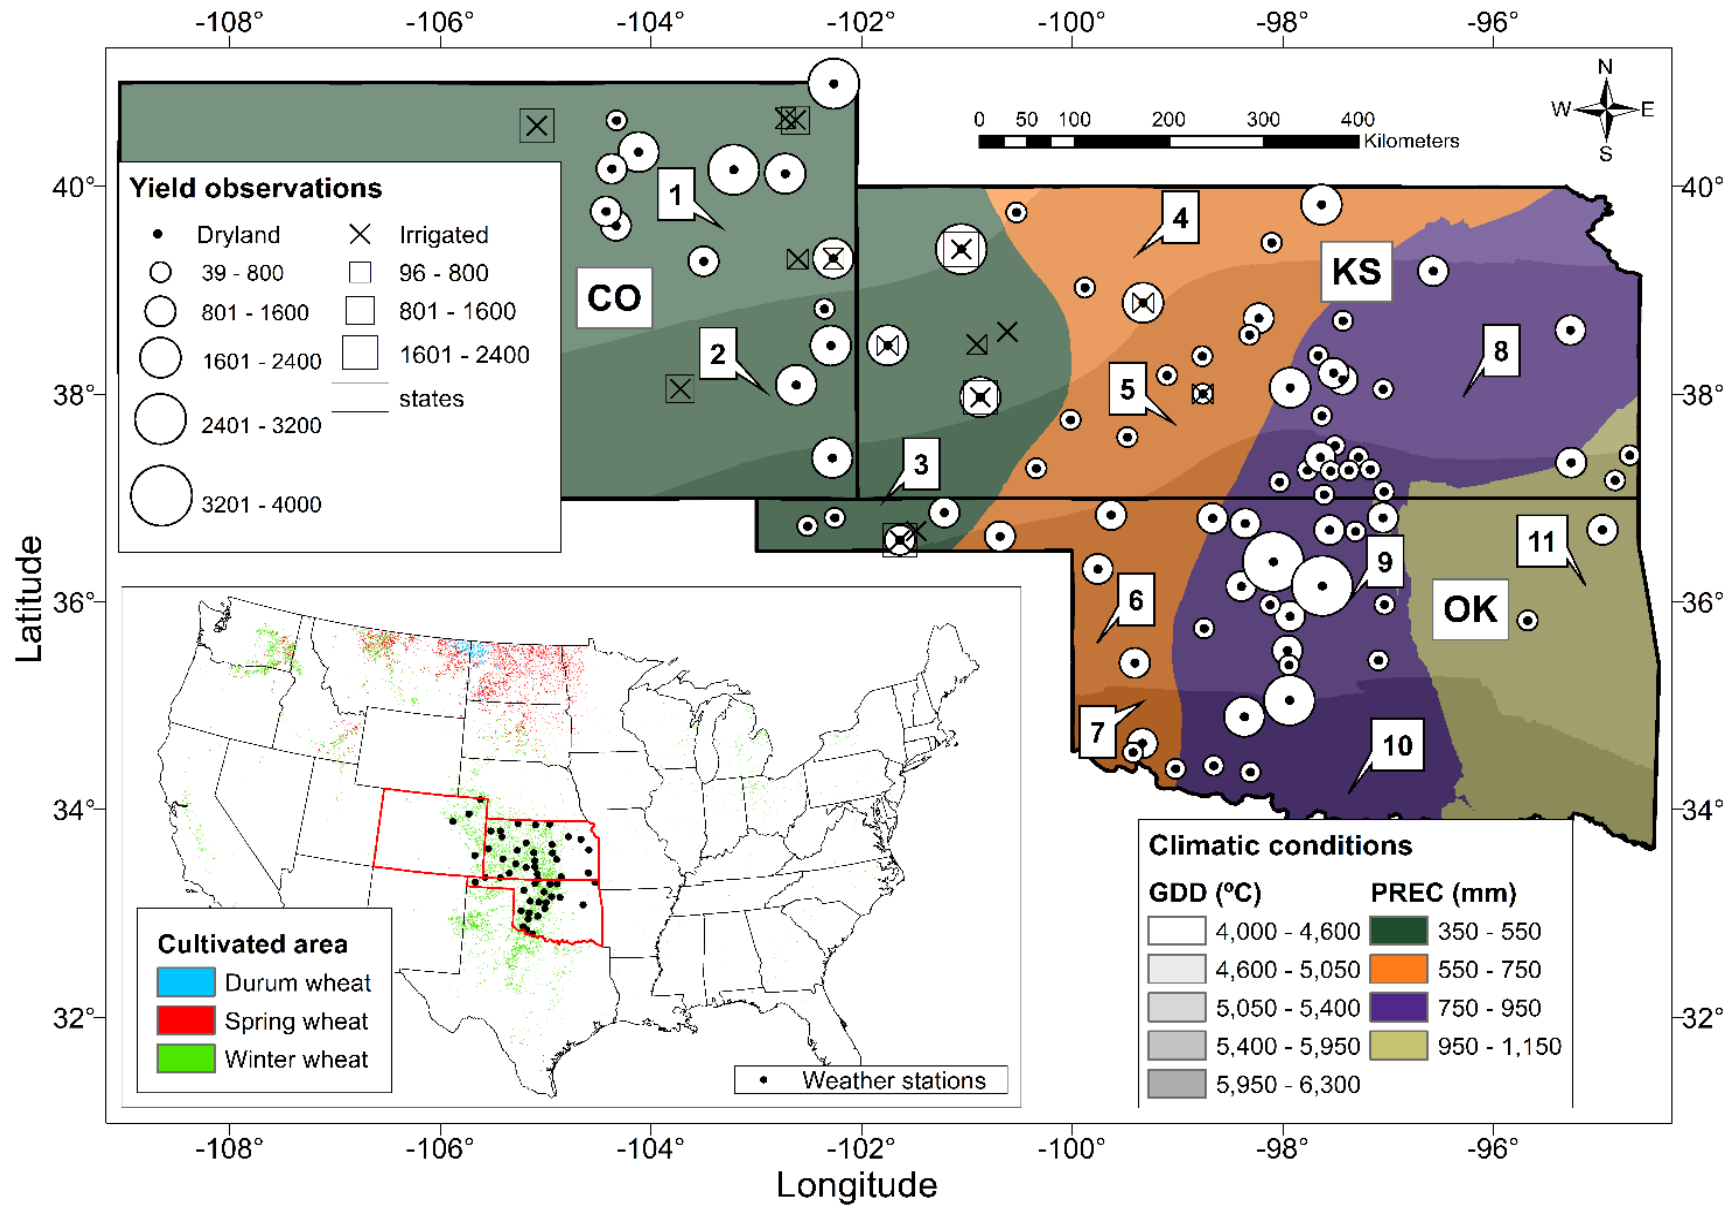 -108° -106° -104° -102° -100° -98° -96°
N
W E
S
0 50 100 200 300 400
Kilometers
40° 40°
38° 38°
36° 36°
34° 34°
32° 32°
Latitude
Yield observations
Dryland Irrigated
39 - 800 96 - 800
801 - 1600 801 - 1600
1601 - 2400 1601 - 2400
2401 - 3200 states
3201 - 4000
CO
KS
OK
1
2
3
4
5
6
7
8
9
10
11
Cultivated area
Durum wheat
Spring wheat
Winter wheat
Weather stations
Climatic conditions
GDD (ºC) PREC (mm)
4,000 - 4,600 350 - 550
4,600 - 5,050 550 - 750
5,050 - 5,400 750 - 950
5,400 - 5,950 950 - 1,150
5,950 - 6,300
-108° -106° -104° -102° -100° -98° -96°
Longitude